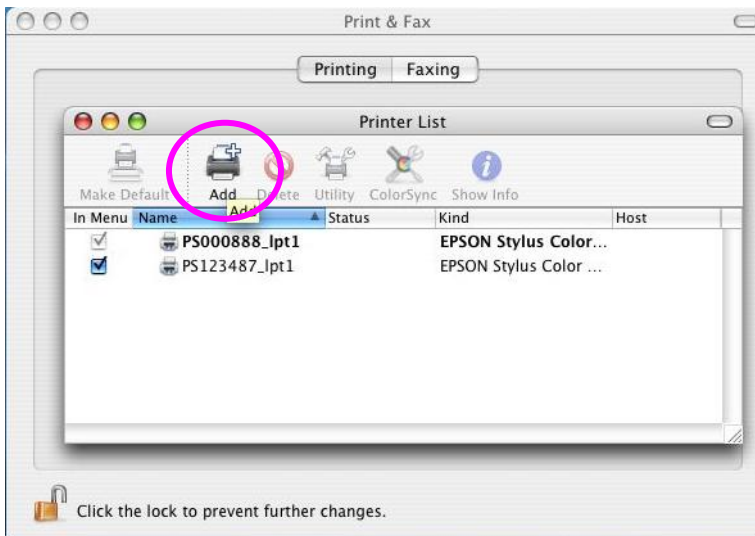 Print & Fax
Printing Faxing
Printer List
Make Default Add Delete Utility ColorSync Show Info
Add
In Menu Name Status Kind Host
PS000888_lpt1 EPSON Stylus Color...
PS123487_lpt1 EPSON Stylus Color ...
Click the lock to prevent further changes.